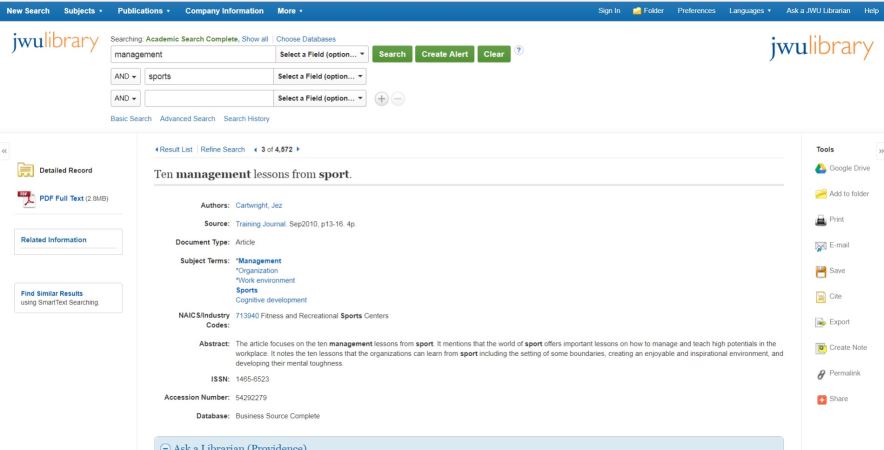 New Search Subjects Publications Company Information More Sign In Folder Preferences Languages Ask a JWU Librarian Help
jwulibrary
Searching: Academic Search Complete, Show all Choose Databases
management Select a Field (option... Search Create Alert Clear ?
AND sports Select a Field (option...
AND Select a Field (option...
Basic Search Advanced Search Search History
jwulibrary
« »
Detailed Record
PDF Full Text (2.8MB)
Related Information
Find Similar Results
using SmartText Searching.
Result List Refine Search 3 of 4,572
Ten management lessons from sport.
Authors: Cartwright, Jez
Source: Training Journal. Sep2010, p13-16. 4p.
Document Type: Article
Subject Terms: *Management
*Organization
*Work environment
Sports
Cognitive development
NAICS/Industry Codes: 713940 Fitness and Recreational Sports Centers
Abstract: The article focuses on the ten management lessons from sport. It mentions that the world of sport offers important lessons on how to manage and teach high potentials in the
workplace. It notes the ten lessons that the organizations can learn from sport including the setting of some boundaries, creating an enjoyable and inspirational environment, and
developing their mental toughness.
ISSN: 1465-6523
Accession Number: 54292279
Database: Business Source Complete
Ask a Librarian (Providence)
Tools
Google Drive
Add to folder
Print
E-mail
Save
Cite
Export
Create Note
Permalink
Share